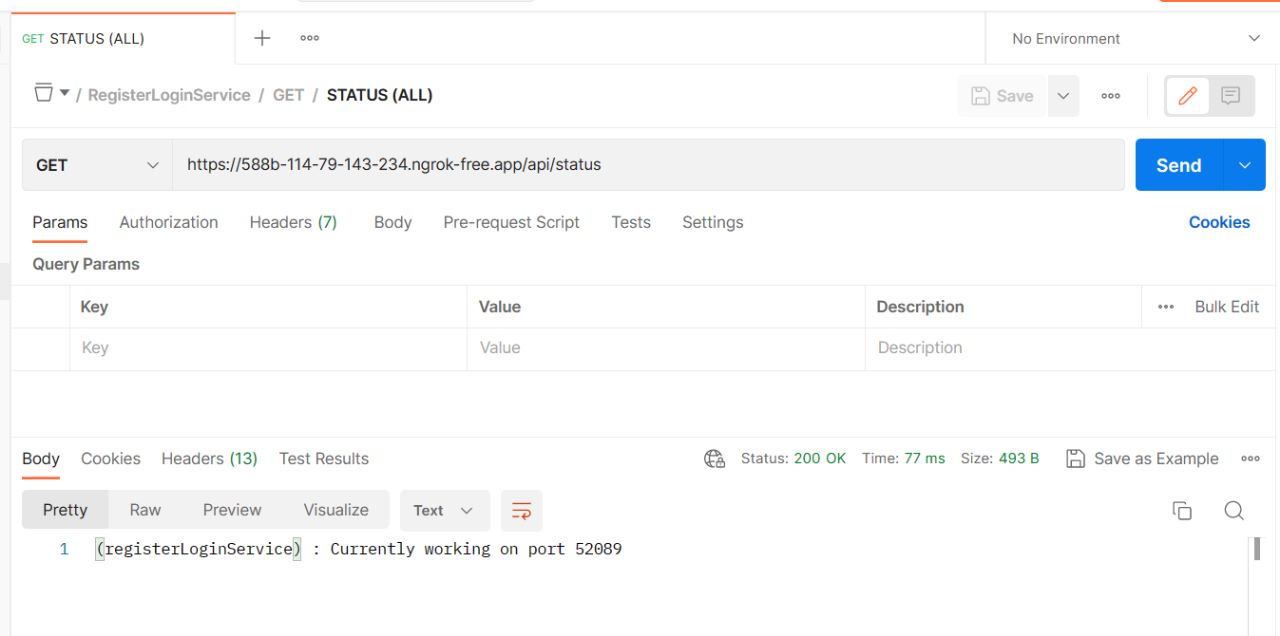 GET STATUS (ALL)
No Environment
/ RegisterLoginService / GET / STATUS (ALL)
Save
GET
https://588b-114-79-143-234.ngrok-free.app/api/status
Send
Params Authorization Headers (7) Body Pre-request Script Tests Settings Cookies
Query Params
Key Value Description Bulk Edit
Key Value Description
Body Cookies Headers (13) Test Results Status: 200 OK Time: 77 ms Size: 493 B Save as Example
Pretty Raw Preview Visualize Text
1 (registerLoginService) : Currently working on port 52089